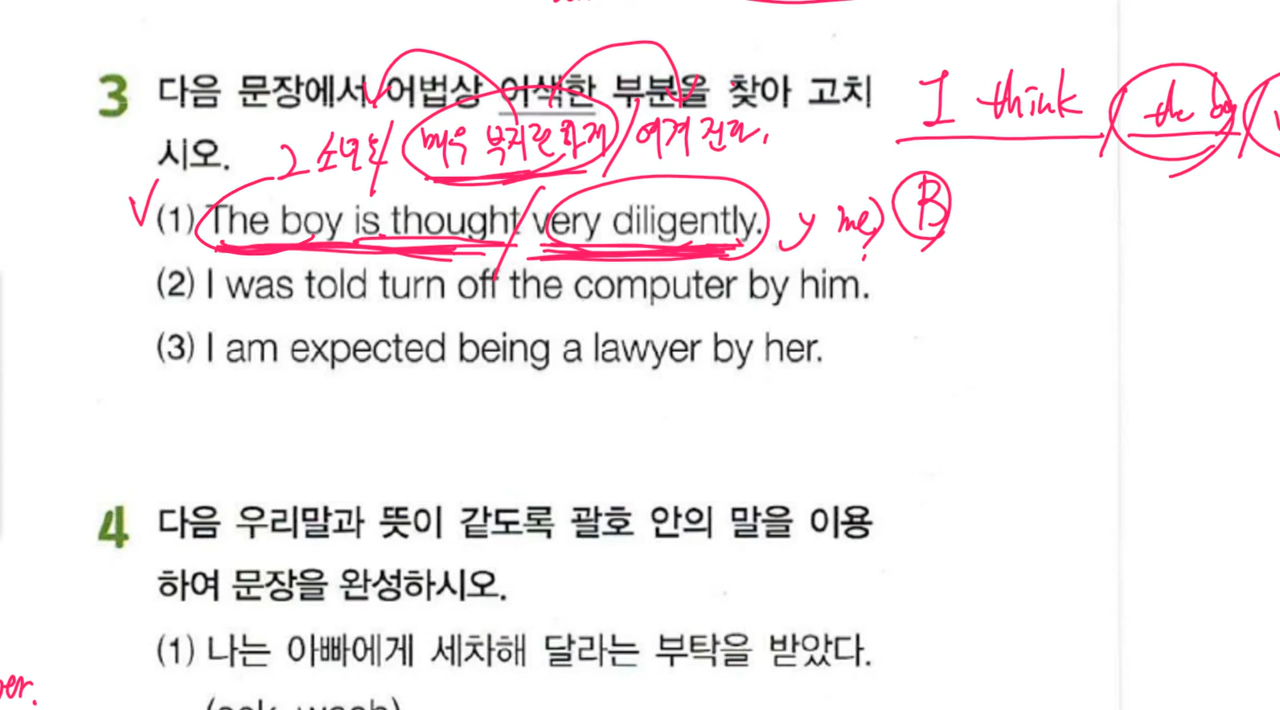 3 다음 문장에서 어법상 어색한 부분을 찾아 고치
I think the boy
시오.
그 소년은 매우 부지런하게 여겨진다.
(1) The boy is thought very diligently.
y me) B
(2) I was told turn off the computer by him.
(3) I am expected being a lawyer by her.
4 다음 우리말과 뜻이 같도록 괄호 안의 말을 이용
하여 문장을 완성하시오.
(1) 나는 아빠에게 세차해 달라는 부탁을 받았다.
(ask, wash)
er.